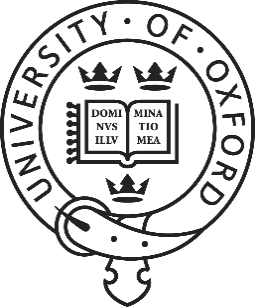 UNIVERSITY · OF · OXFORD
DOMI MINA
NVS TIO
ILLV MEA